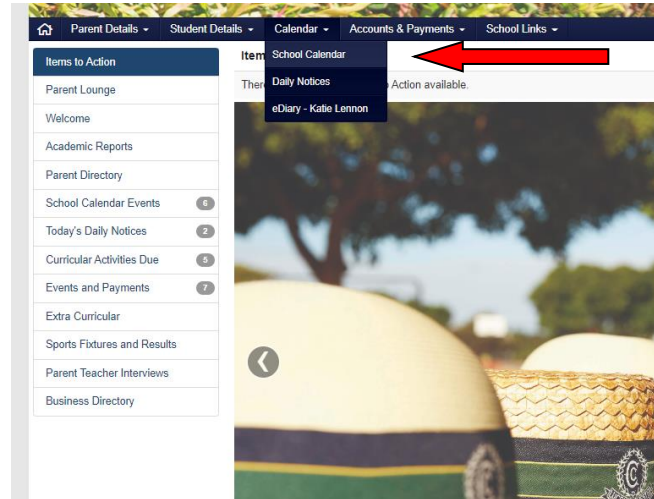 Parent Details Student Details Calendar Accounts & Payments School Links
School Calendar
Daily Notices
eDiary - Katie Lennon
Items to Action
Parent Lounge
Welcome
Academic Reports
Parent Directory
School Calendar Events 6
Today's Daily Notices 2
Curricular Activities Due 5
Events and Payments 7
Extra Curricular
Sports Fixtures and Results
Parent Teacher Interviews
Business Directory
Item
Action available.